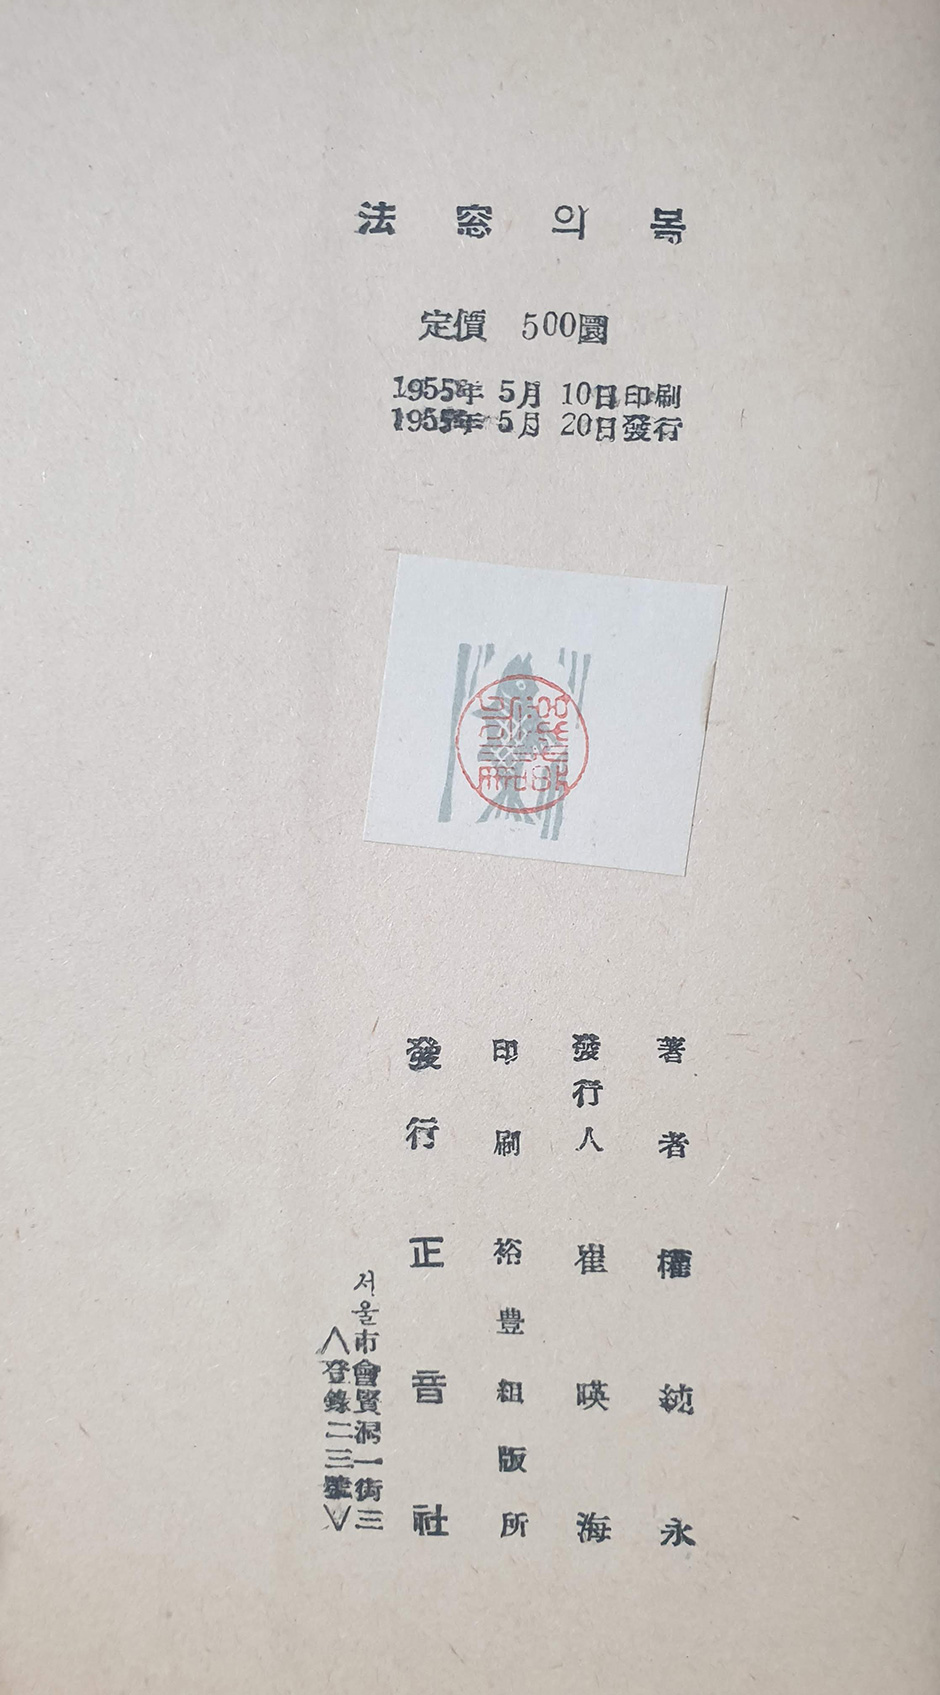 法窓의봄
定價 500圜
1955年 5月 10日印刷
1955年 5月 20日發行
著者 權純永
發行人 崔暎海
印刷 裕豊組版所
發行 正音社
서울市會賢洞一街三
〈登錄二三號〉